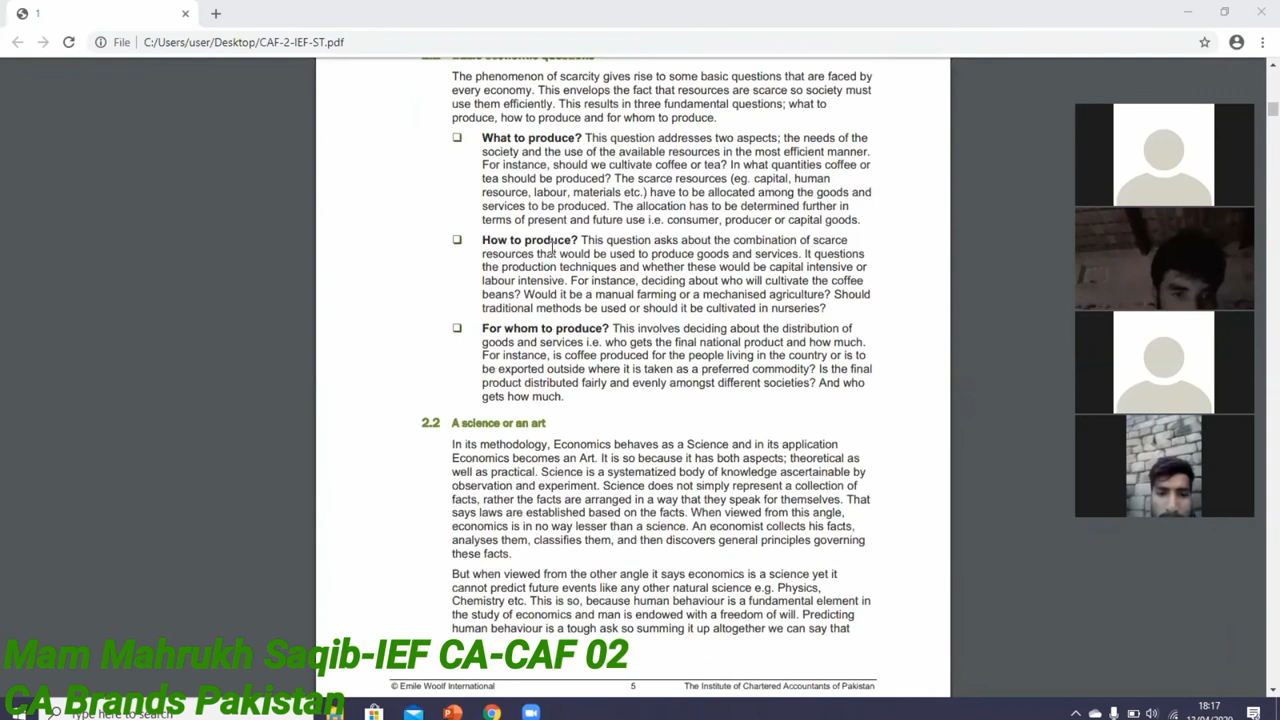 1
File
C:/Users/user/Desktop/CAF-2-IEF-ST.pdf
The phenomenon of scarcity gives rise to some basic questions that are faced by
every economy. This envelops the fact that resources are scarce so society must
use them efficiently. This results in three fundamental questions; what to
produce, how to produce and for whom to produce.
What to produce? This question addresses two aspects; the needs of the
society and the use of the available resources in the most efficient manner.
For instance, should we cultivate coffee or tea? In what quantities coffee or
tea should be produced? The scarce resources (eg. capital, human
resource, labour, materials etc.) have to be allocated among the goods and
services to be produced. The allocation has to be determined further in
terms of present and future use i.e. consumer, producer or capital goods.
How to produce? This question asks about the combination of scarce
resources that would be used to produce goods and services. It questions
the production techniques and whether these would be capital intensive or
labour intensive. For instance, deciding about who will cultivate the coffee
beans? Would it be a manual farming or a mechanised agriculture? Should
traditional methods be used or should it be cultivated in nurseries?
For whom to produce? This involves deciding about the distribution of
goods and services i.e. who gets the final national product and how much.
For instance, is coffee produced for the people living in the country or is to
be exported outside where it is taken as a preferred commodity? Is the final
product distributed fairly and evenly amongst different societies? And who
gets how much.
2.2 A science or an art
In its methodology, Economics behaves as a Science and in its application
Economics becomes an Art. It is so because it has both aspects; theoretical as
well as practical. Science is a systematized body of knowledge ascertainable by
observation and experiment. Science does not simply represent a collection of
facts, rather the facts are arranged in a way that they speak for themselves. That
says laws are established based on the facts. When viewed from this angle,
economics is in no way lesser than a science. An economist collects his facts,
analyses them, classifies them, and then discovers general principles governing
these facts.
But when viewed from the other angle it says economics is a science yet it
cannot predict future events like any other natural science e.g. Physics,
Chemistry etc. This is so, because human behaviour is a fundamental element in
the study of economics and man is endowed with a freedom of will. Predicting
human behaviour is a tough ask so summing it up altogether we can say that
© Emile Woolf International 5 The Institute of Chartered Accountants of Pakistan
Mam Mahrukh Saqib-IEF CA-CAF 02
CA Brands Pakistan
Type here to search
18:17